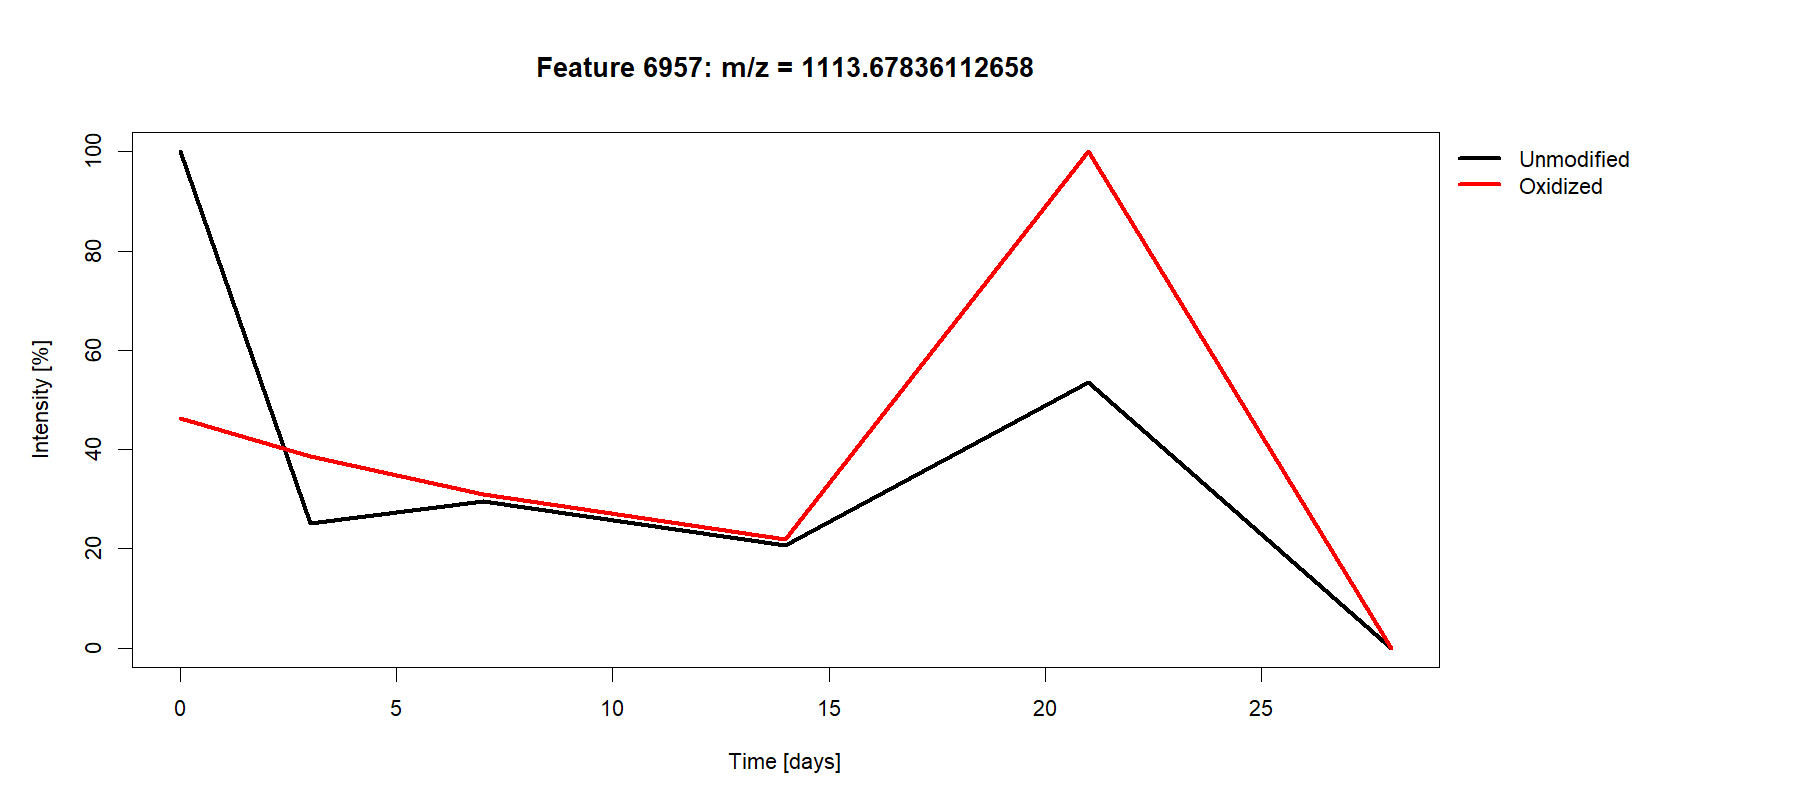 Feature 6957: m/z = 1113.67836112658
Unmodified
Oxidized
Intensity [%]
100
80
60
40
20
0
0 5 10 15 20 25
Time [days]